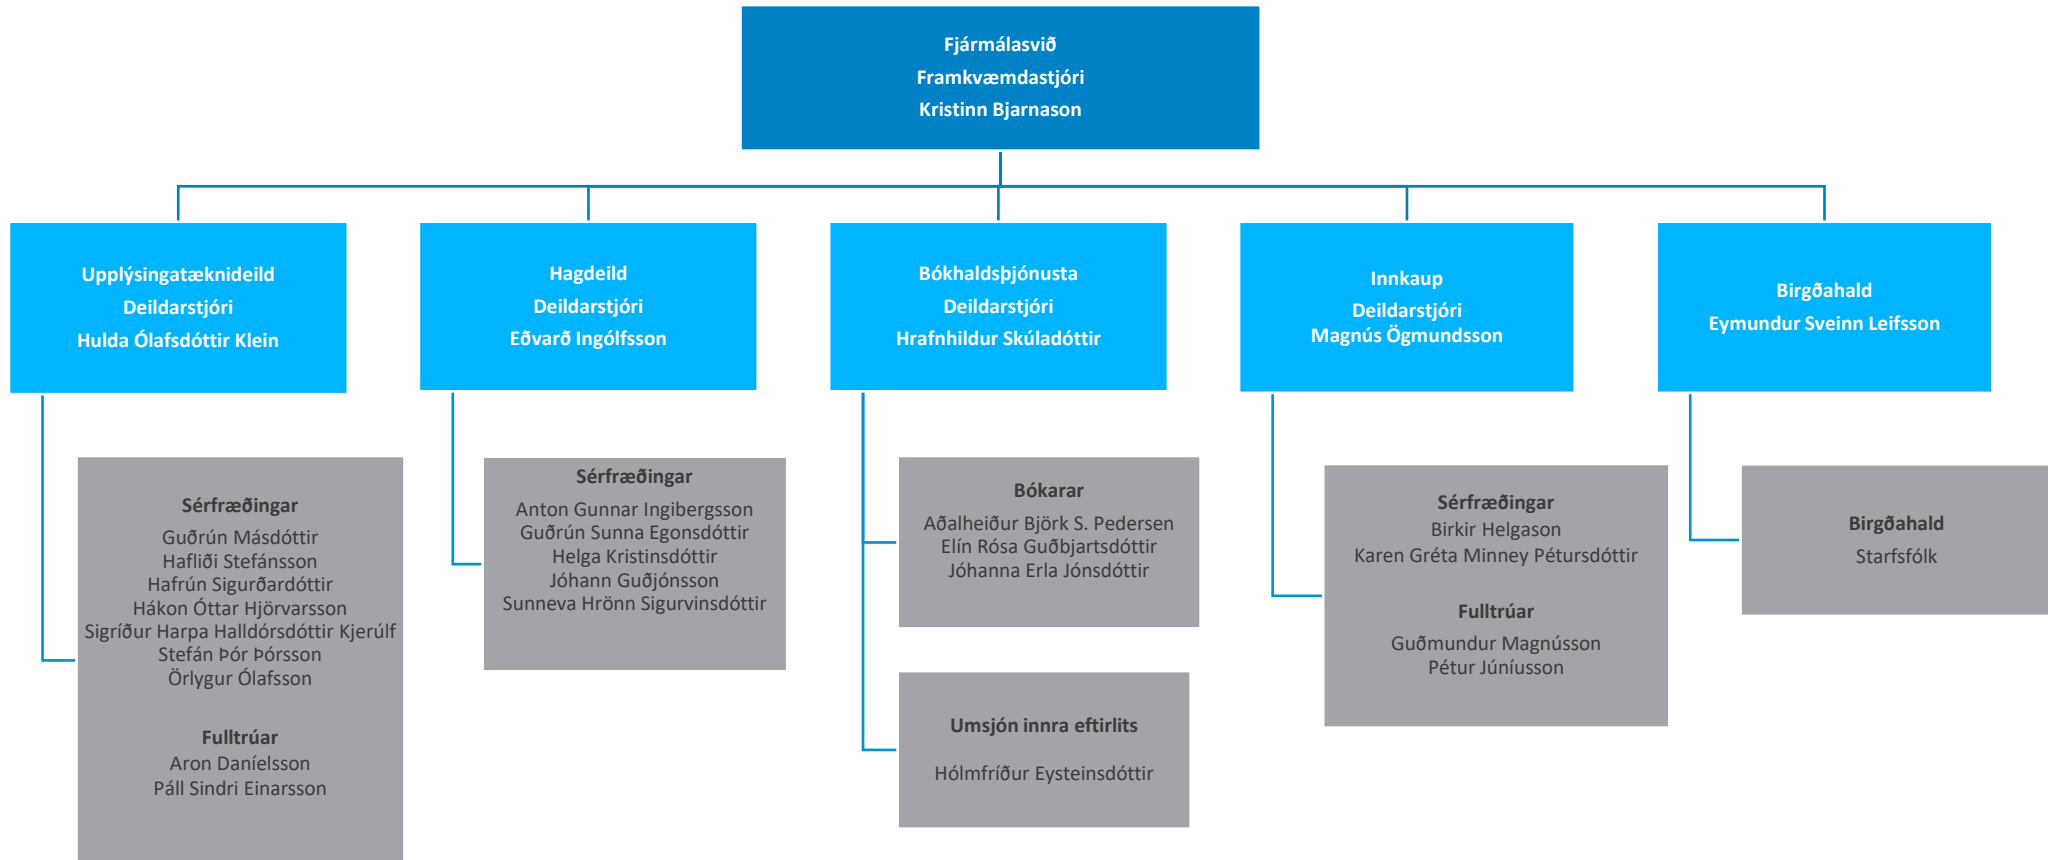 Fjármálasvið
Framkvæmdastjóri
Kristinn Bjarnason
Upplýsingatæknideild
Deildarstjóri
Hulda Ólafsdóttir Klein
Hagdeild
Deildarstjóri
Eðvarð Ingólfsson
Bókhaldsþjónusta
Deildarstjóri
Hrafnhildur Skúladóttir
Innkaup
Deildarstjóri
Magnús Ögmundsson
Birgðahald
Eymundur Sveinn Leifsson
Sérfræðingar
Guðrún Másdóttir
Hafliði Stefánsson
Hafrún Sigurðardóttir
Hákon Óttar Hjörvarsson
Sigríður Harpa Halldórsdóttir Kjerúlf
Stefán Þór Þórsson
Örlygur Ólafsson
Fulltrúar
Aron Daníelsson
Páll Sindri Einarsson
Sérfræðingar
Anton Gunnar Ingibergsson
Guðrún Sunna Egonsdóttir
Helga Kristinsdóttir
Jóhann Guðjónsson
Sunneva Hrönn Sigurvinsdóttir
Bókarar
Aðalheiður Björk S. Pedersen
Elín Rósa Guðbjartsdóttir
Jóhanna Erla Jónsdóttir
Umsjón innra eftirlits
Hólmfríður Eysteinsdóttir
Sérfræðingar
Birkir Helgason
Karen Gréta Minney Pétursdóttir
Fulltrúar
Guðmundur Magnússon
Pétur Júníusson
Birgðahald
Starfsfólk